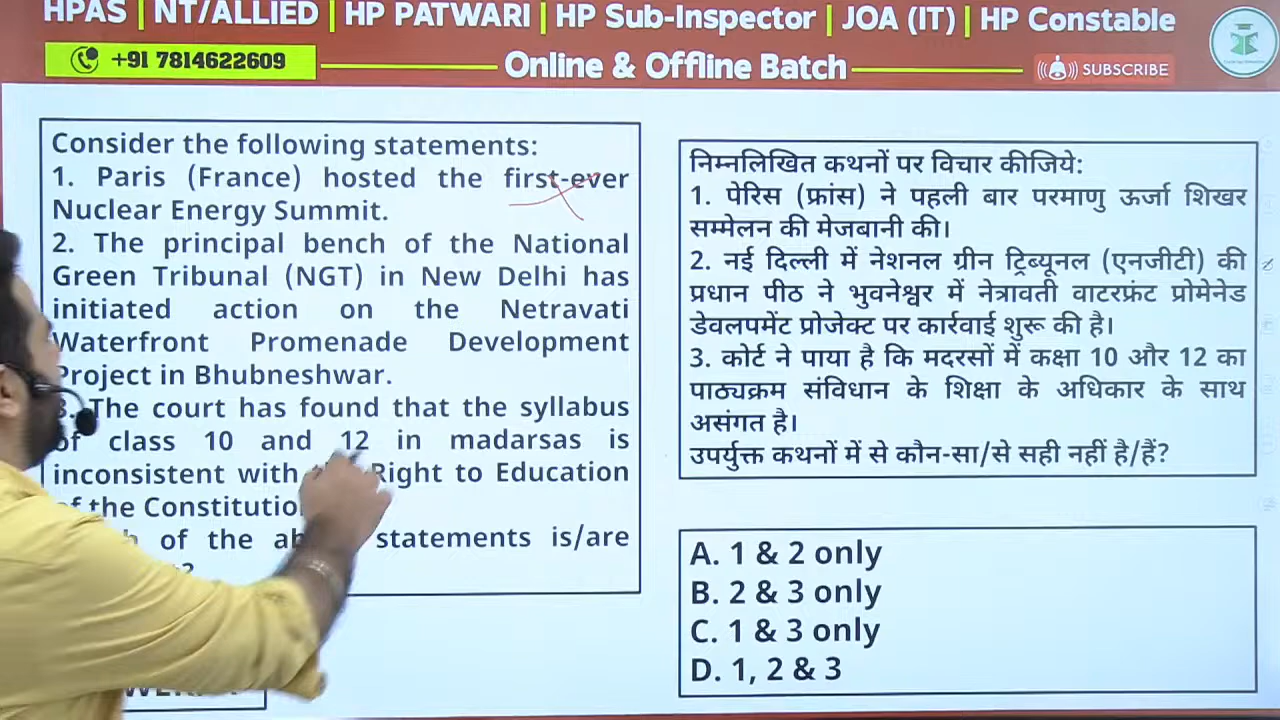 HPAS | NT/ALLIED | HP PATWARI | HP Sub-Inspector | JOA (IT) | HP Constable
+91 7814622609
Online & Offline Batch
SUBSCRIBE
Consider the following statements:
1. Paris (France) hosted the first-ever
Nuclear Energy Summit.
2. The principal bench of the National
Green Tribunal (NGT) in New Delhi has
initiated action on the Netravati
Waterfront Promenade Development
Project in Bhubneshwar.
3. The court has found that the syllabus
of class 10 and 12 in madarsas is
inconsistent with the Right to Education
of the Constitution
of the statements is/are
निम्नलिखित कथनों पर विचार कीजिये:
1. पेरिस (फ्रांस) ने पहली बार परमाणु ऊर्जा शिखर
सम्मेलन की मेजबानी की।
2. नई दिल्ली में नेशनल ग्रीन ट्रिब्यूनल (एनजीटी) की
प्रधान पीठ ने भुवनेश्वर में नेत्रावती वाटरफ्रंट प्रोमेनेड
डेवलपमेंट प्रोजेक्ट पर कार्रवाई शुरू की है।
3. कोर्ट ने पाया है कि मदरसों में कक्षा 10 और 12 का
पाठ्यक्रम संविधान के शिक्षा के अधिकार के साथ
असंगत है।
उपर्युक्त कथनों में से कौन-सा/से सही नहीं है/हैं?
A. 1 & 2 only
B. 2 & 3 only
C. 1 & 3 only
D. 1, 2 & 3